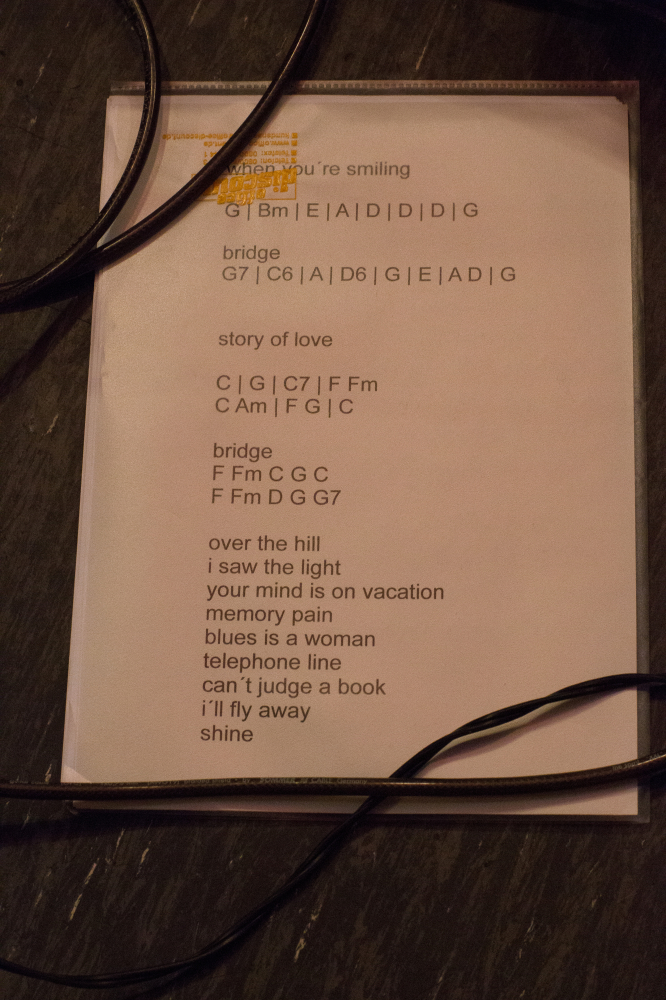 when you´re smiling
G | Bm | E | A | D | D | D | G
bridge
G7 | C6 | A | D6 | G | E | A D | G
story of love
C | G | C7 | F Fm
C Am | F G | C
bridge
F Fm C G C
F Fm D G G7
over the hill
i saw the light
your mind is on vacation
memory pain
blues is a woman
telephone line
can´t judge a book
i´ll fly away
shine